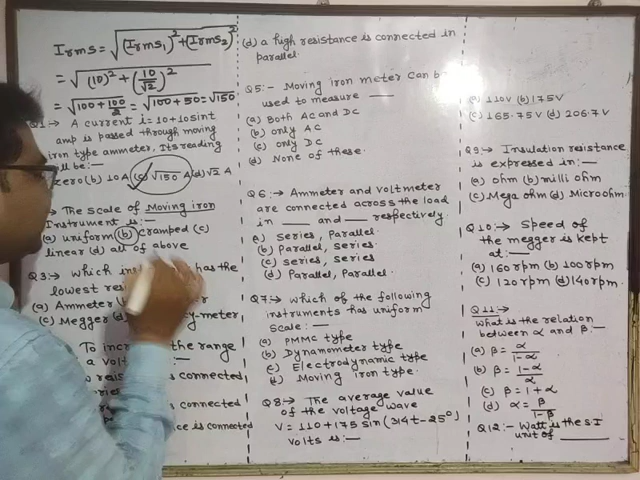 Irms = √(Irms₁)² + (Irms₂)²
= √(10)² + (10/√2)²
= √100 + 100/2 = √100 + 50 = √150
Q1:→ A current i = 10+10sint
amp is passed through moving
iron type ammeter. Its reading
will be:-
zero (b) 10A (c) √150 A (d) √2 A
The scale of Moving iron
Instrument is:-
(a) uniform (b) cramped (c)
linear (d) all of above
Q3:→ which has the
lowest
(a) Ammeter
(c) Megger
To the range
a
is connected
is connected
is connected
(d) a high resistance is connected in
parallel.
Q5:- Moving iron meter can b
used to measure __
(a) Both AC and DC
(b) only AC
(c) only DC
(d) None of these.
Q6:→ Ammeter and voltmeter
are connected across the load
in __ and __ respectively.
(a) Series, Parallel
(b) Parallel, Series.
(c) Series, Series
(d) Parallel, Parallel.
Q7:→ which of the following
instruments has uniform
scale:—
(a) PMMC type
(b) Dynamometer type
(c) Electrodynamic type
(d) Moving iron type.
Q8:→ The average value
of the voltage wave
V = 110+175 sin (314t-25°)
volts is:-
(a) 110V (b) 175V
(c) 165.75V (d) 206.7V
Q9:→ Insulation resistance
is expressed in:-
(a) ohm (b) milli ohm
(c) Mega ohm (d) Micro ohm.
Q10:→ Speed of
the megger is kept
at:—
(a) 160 rpm (b) 100 rpm
(c) 120 rpm (d) 140 rpm.
Q11:→
what is the relation
between α and β:—
(a) β = α/1-α
(b) β = 1-α/α
(c) β = 1+α
(d) α = β/1-β
Q12:- Watt is the S.I
unit of ____